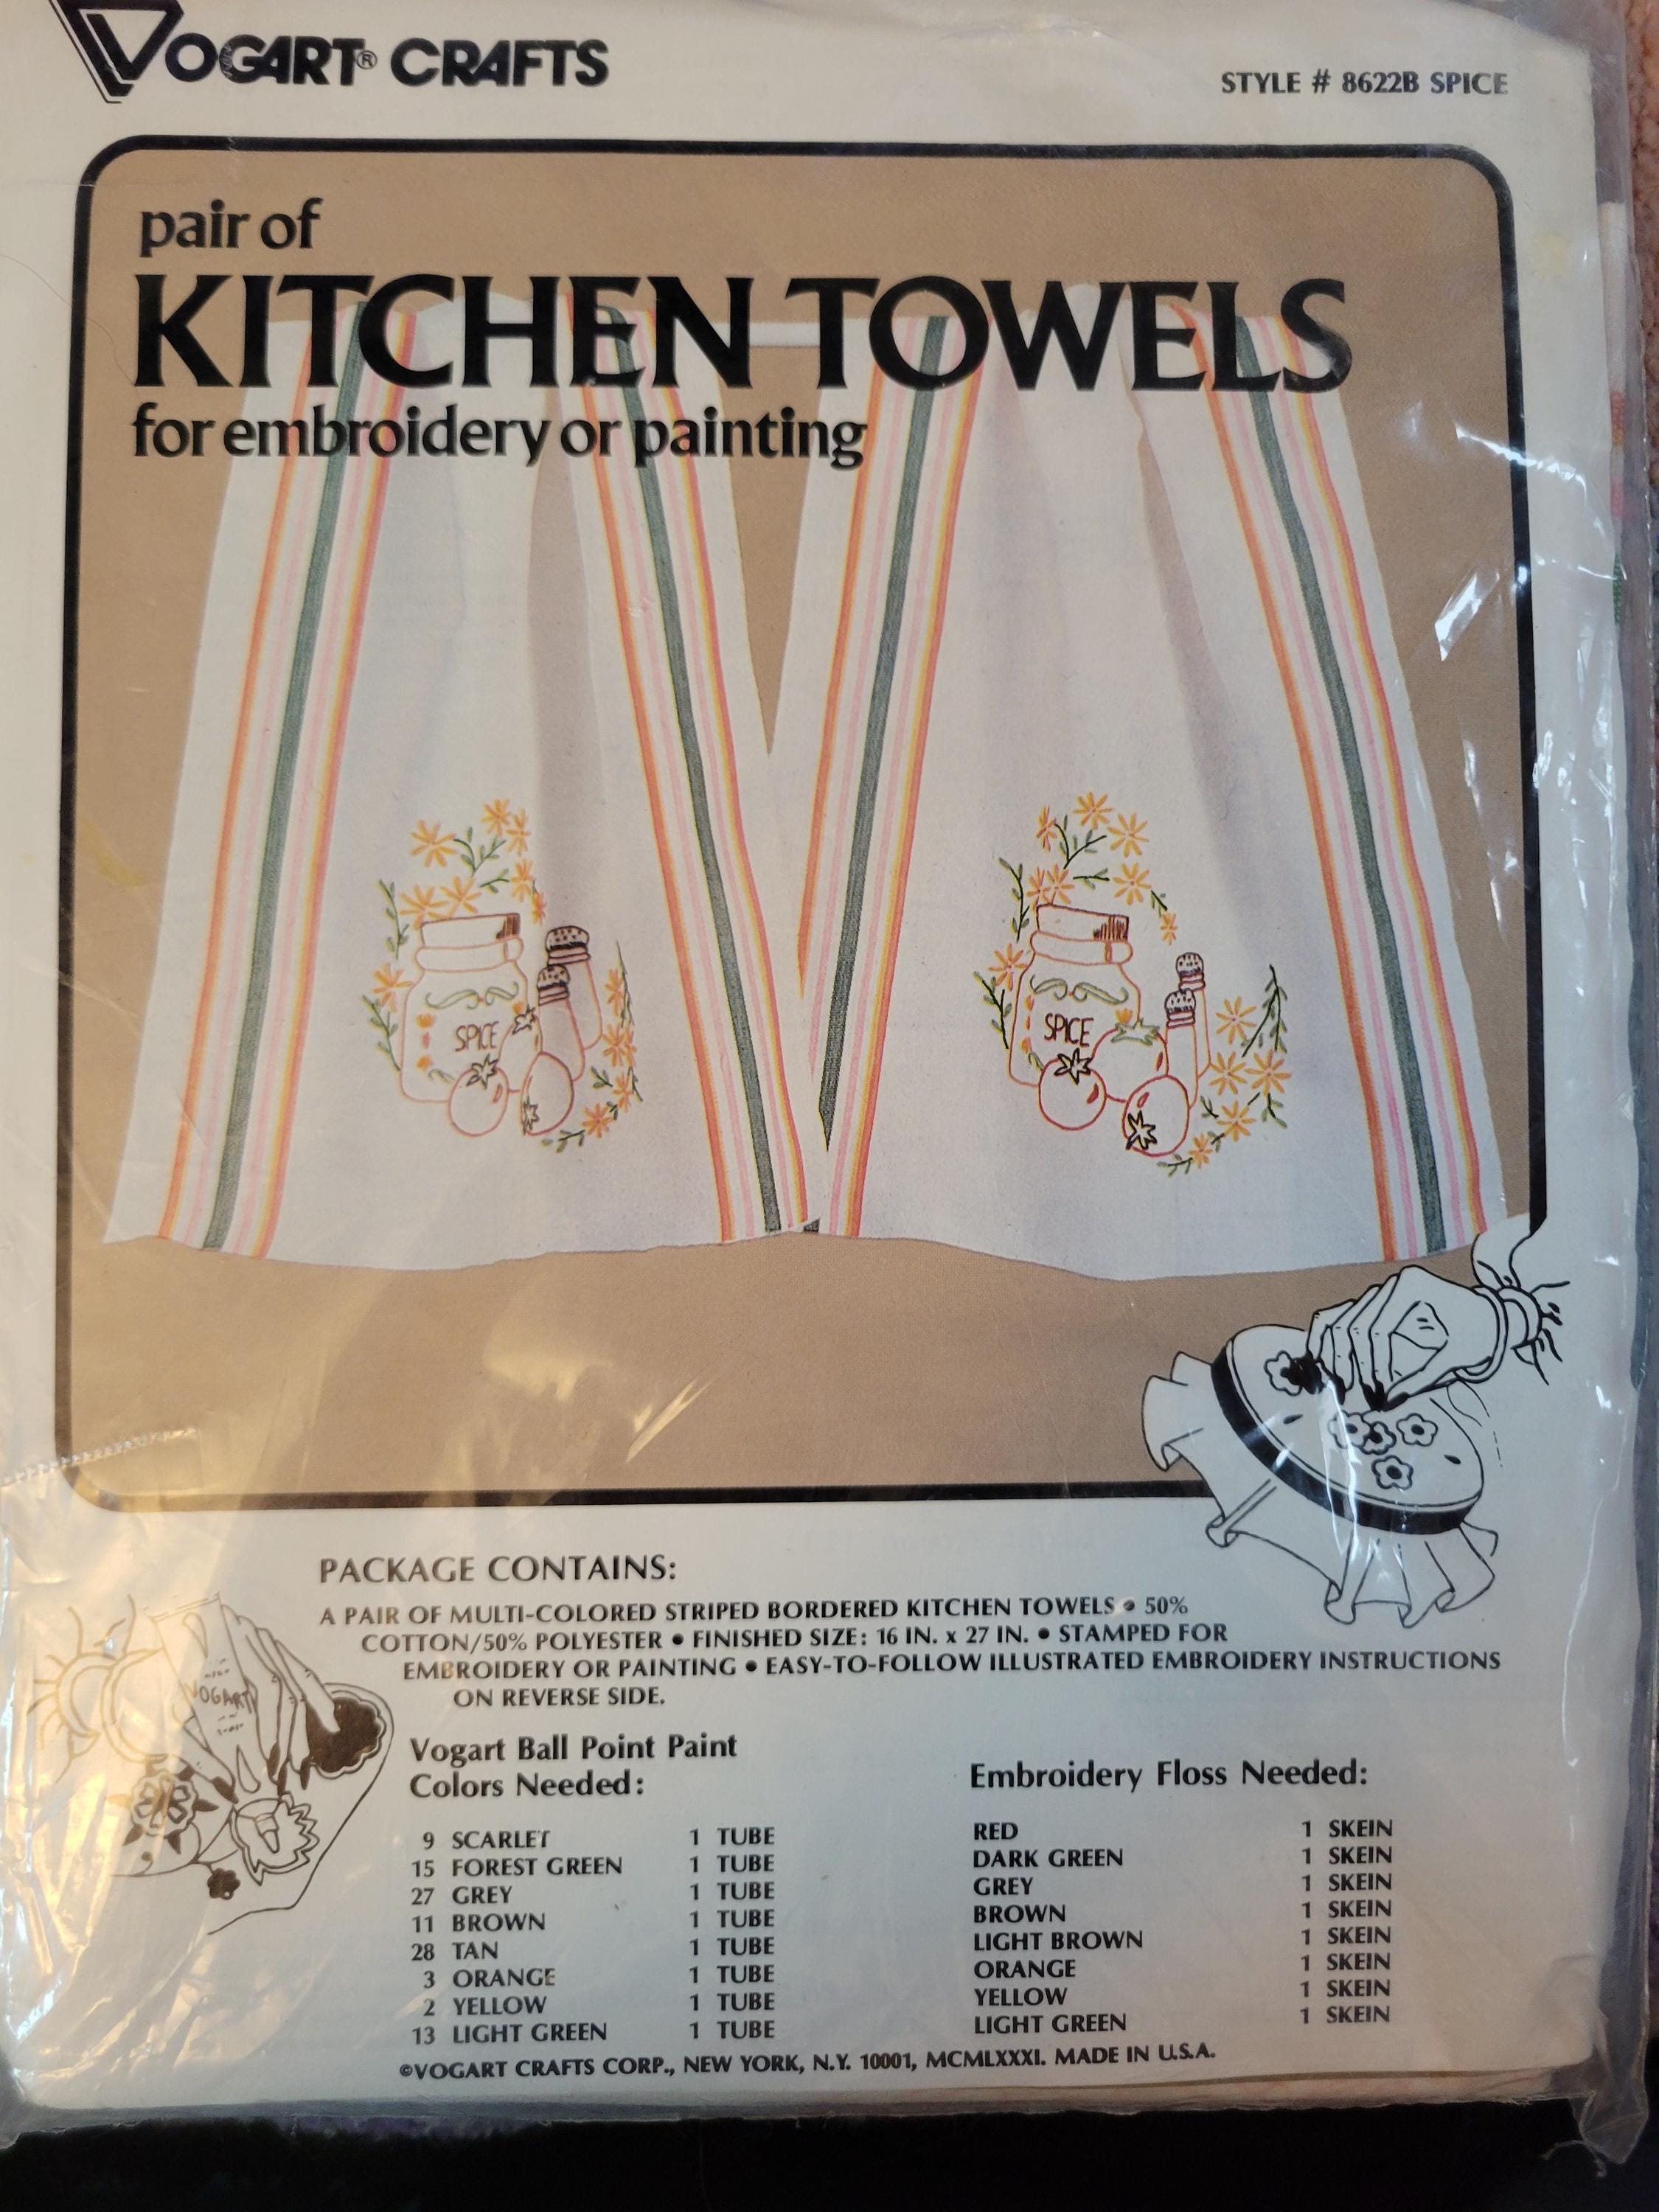 VOGART® CRAFTS
STYLE # 8622B SPICE
pair of
KITCHEN TOWELS
for embroidery or painting
SPICE
SPICE
PACKAGE CONTAINS:
A PAIR OF MULTI-COLORED STRIPED BORDERED KITCHEN TOWELS • 50%
COTTON/50% POLYESTER • FINISHED SIZE: 16 IN. x 27 IN. • STAMPED FOR
EMBROIDERY OR PAINTING • EASY-TO-FOLLOW ILLUSTRATED EMBROIDERY INSTRUCTIONS
ON REVERSE SIDE.
VOGART
Vogart Ball Point Paint
Colors Needed:
9 SCARLET 1 TUBE
15 FOREST GREEN 1 TUBE
27 GREY 1 TUBE
11 BROWN 1 TUBE
28 TAN 1 TUBE
3 ORANGE 1 TUBE
2 YELLOW 1 TUBE
13 LIGHT GREEN 1 TUBE
Embroidery Floss Needed:
RED 1 SKEIN
DARK GREEN 1 SKEIN
GREY 1 SKEIN
BROWN 1 SKEIN
LIGHT BROWN 1 SKEIN
ORANGE 1 SKEIN
YELLOW 1 SKEIN
LIGHT GREEN 1 SKEIN
©VOGART CRAFTS CORP., NEW YORK, N.Y. 10001, MCMLXXXI. MADE IN U.S.A.